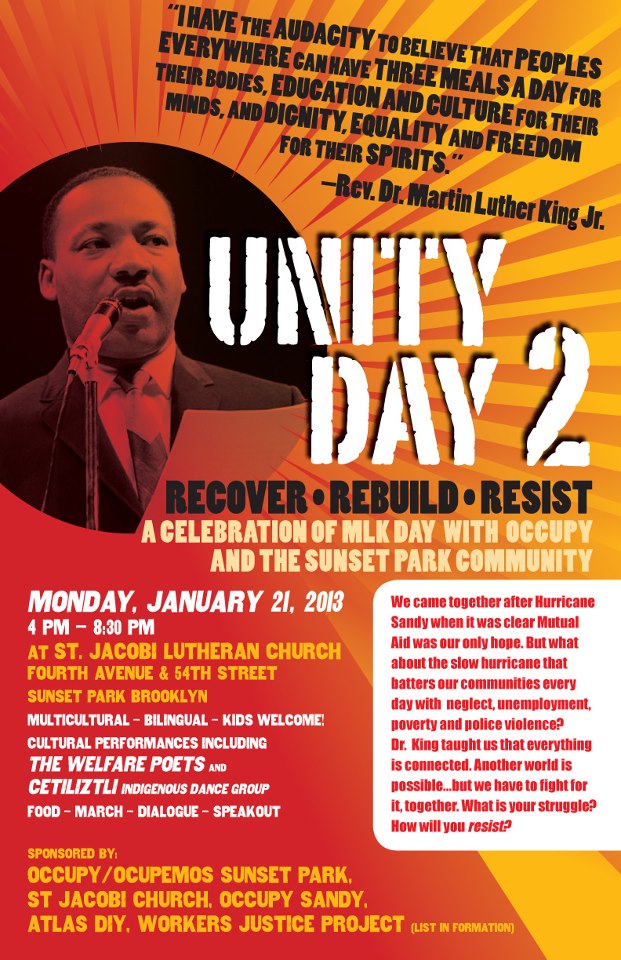 "I HAVE THE AUDACITY TO BELIEVE THAT PEOPLES
EVERYWHERE CAN HAVE THREE MEALS A DAY FOR
THEIR BODIES, EDUCATION AND CULTURE FOR THEIR
MINDS, AND DIGNITY, EQUALITY AND FREEDOM
FOR THEIR SPIRITS."
—Rev. Dr. Martin Luther King Jr.
UNITY
DAY 2
RECOVER • REBUILD • RESIST
A CELEBRATION OF MLK DAY WITH OCCUPY
AND THE SUNSET PARK COMMUNITY
MONDAY, JANUARY 21, 2013
4 PM – 8:30 PM
AT ST. JACOBI LUTHERAN CHURCH
FOURTH AVENUE & 54TH STREET
SUNSET PARK BROOKLYN
MULTICULTURAL – BILINGUAL – KIDS WELCOME!
CULTURAL PERFORMANCES INCLUDING
THE WELFARE POETS AND
CETILIZTLI INDIGENOUS DANCE GROUP
FOOD – MARCH – DIALOGUE – SPEAKOUT
We came together after Hurricane
Sandy when it was clear Mutual
Aid was our only hope. But what
about the slow hurricane that
batters our communities every
day with neglect, unemployment,
poverty and police violence?
Dr. King taught us that everything
is connected. Another world is
possible...but we have to fight for
it, together. What is your struggle?
How will you resist?
SPONSORED BY:
OCCUPY/OCUPEMOS SUNSET PARK,
ST JACOBI CHURCH, OCCUPY SANDY,
ATLAS DIY, WORKERS JUSTICE PROJECT (LIST IN FORMATION)